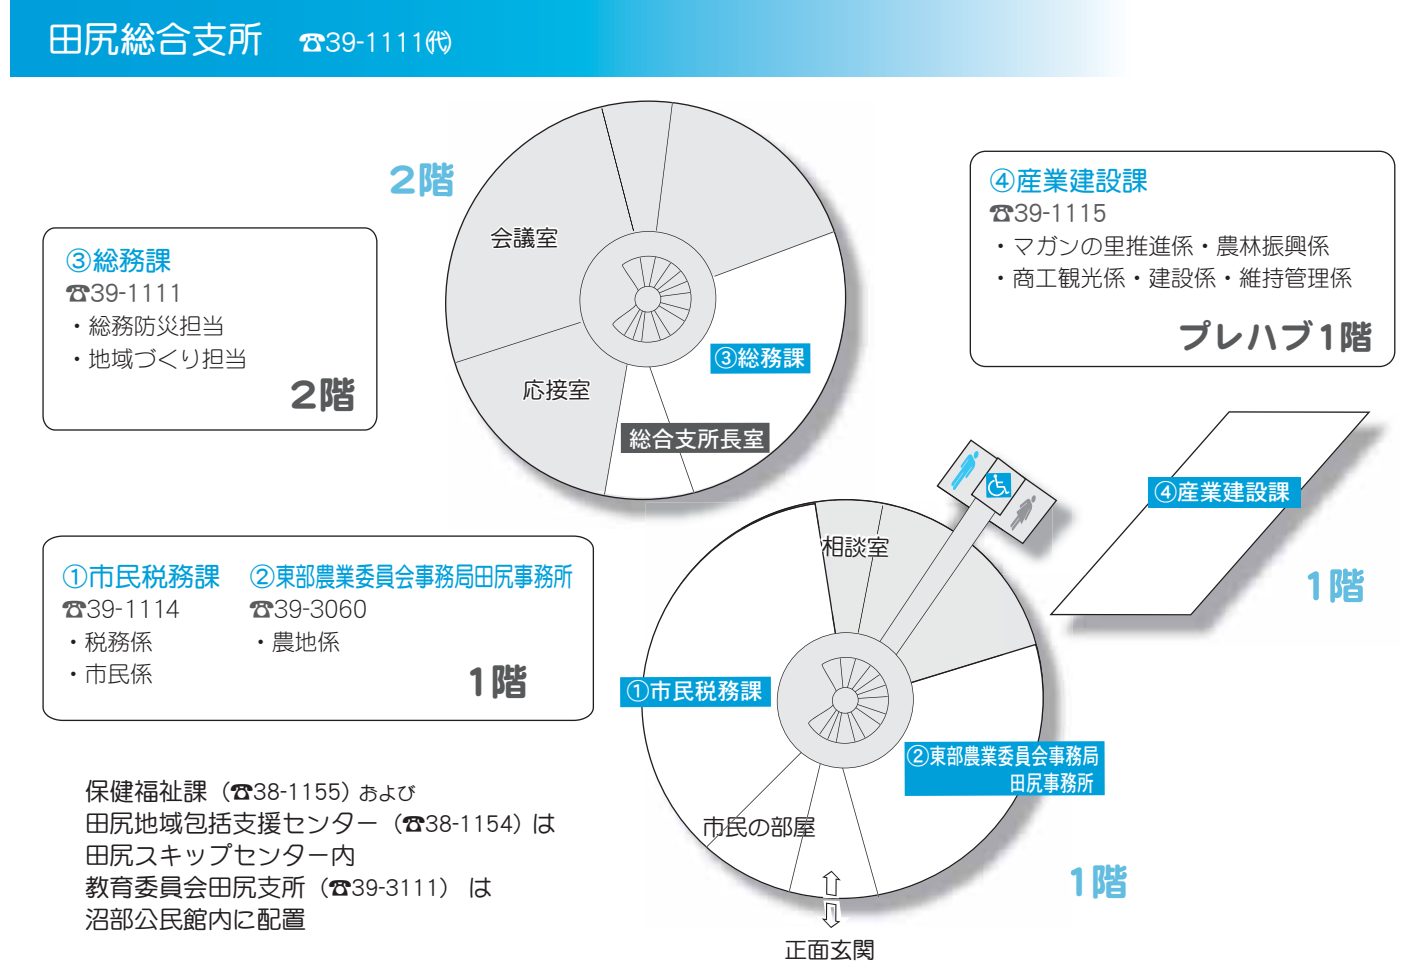 田尻総合支所 ☎39-1111㈹
2階
会議室
応接室
③総務課
総合支所長室
③総務課
☎39-1111
・総務防災担当
・地域づくり担当
2階
④産業建設課
☎39-1115
・マガンの里推進係・農林振興係
・商工観光係・建設係・維持管理係
プレハブ1階
④産業建設課
1階
①市民税務課
☎39-1114
・税務係
・市民係
②東部農業委員会事務局田尻事務所
☎39-3060
・農地係
1階
相談室
①市民税務課
②東部農業委員会事務局
田尻事務所
市民の部屋
1階
正面玄関
保健福祉課（☎38-1155）および
田尻地域包括支援センター（☎38-1154）は
田尻スキップセンター内
教育委員会田尻支所（☎39-3111） は
沼部公民館内に配置